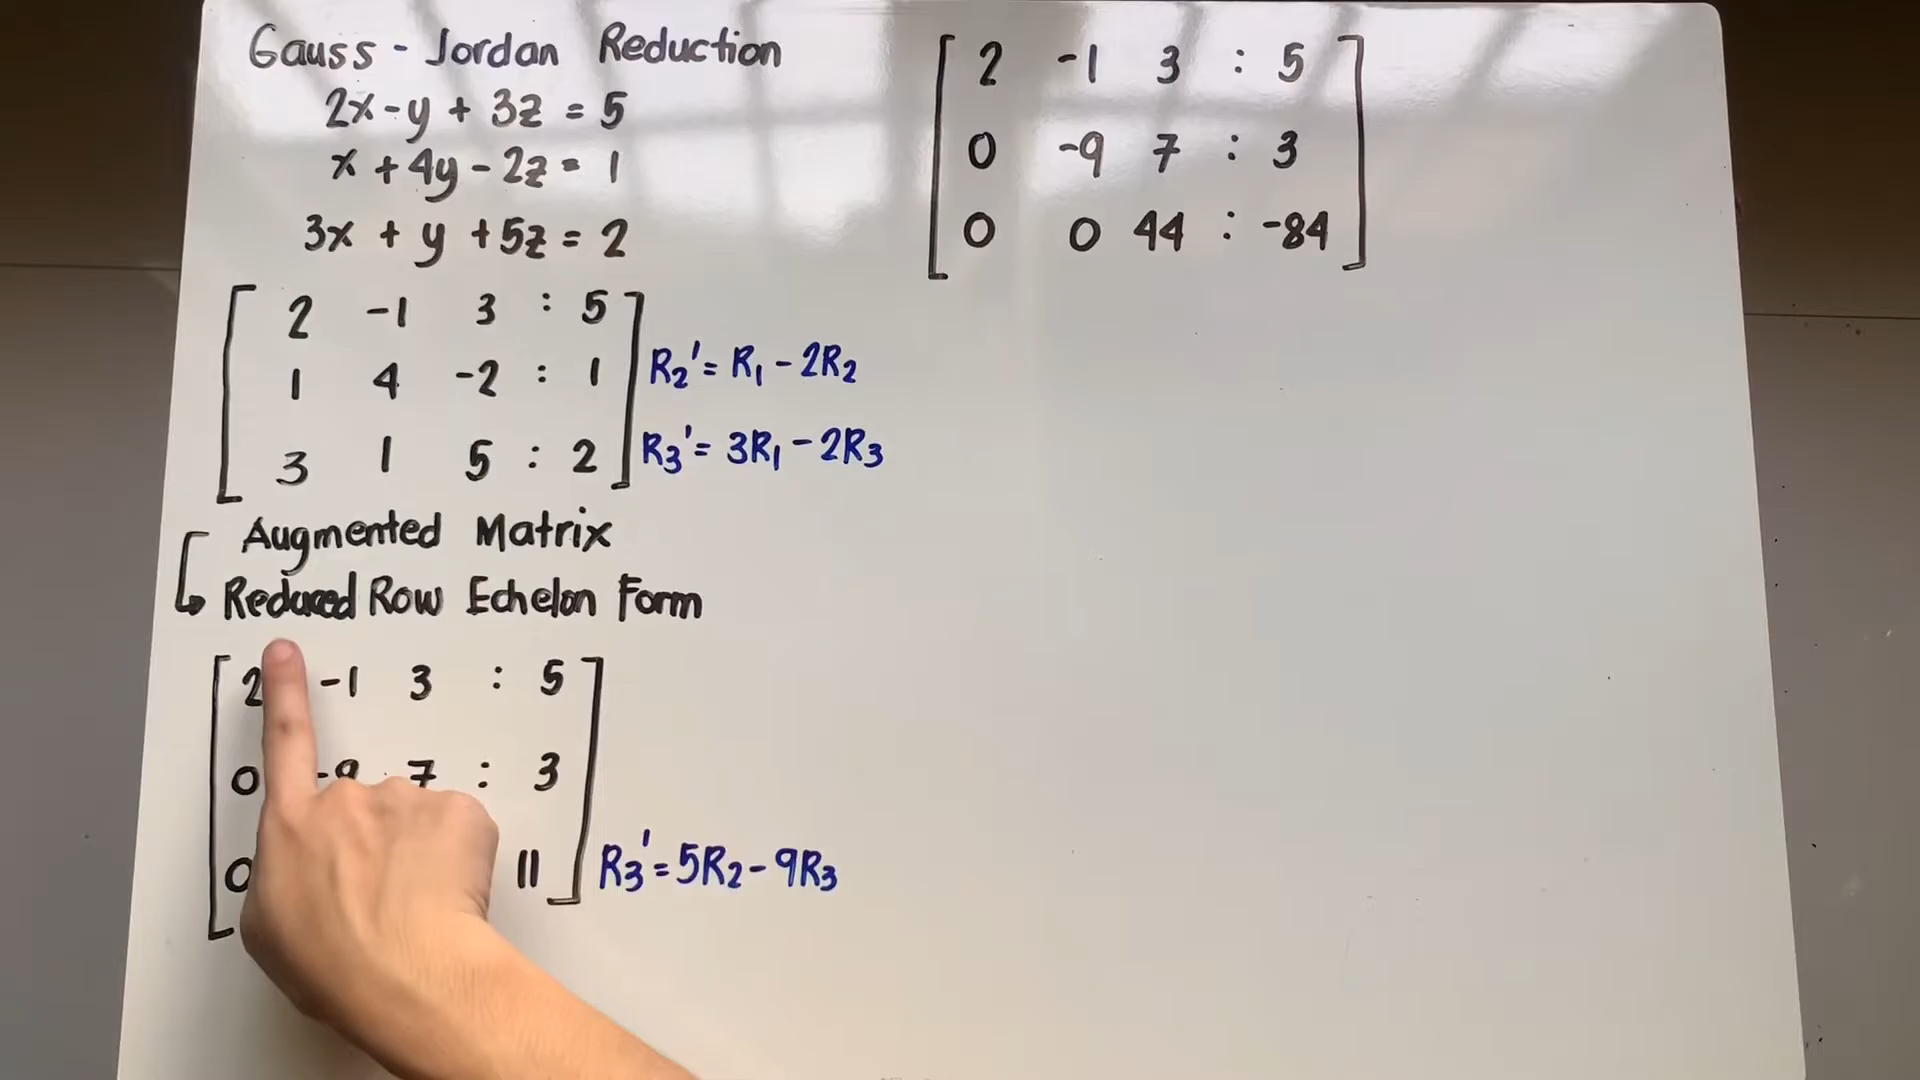 Gauss - Jordan Reduction
2x - y + 3z = 5
x + 4y - 2z = 1
3x + y + 5z = 2
2 -1 3 : 5
1 4 -2 : 1
R2' = R1 - 2R2
3 1 5 : 2
R3' = 3R1 - 2R3
Augmented Matrix
Reduced Row Echelon Form
2 -1 3 : 5
0 -9 7 : 3
0 11
R3' = 5R2 - 9R3
2 -1 3 : 5
0 -9 7 : 3
0 0 44 : -84